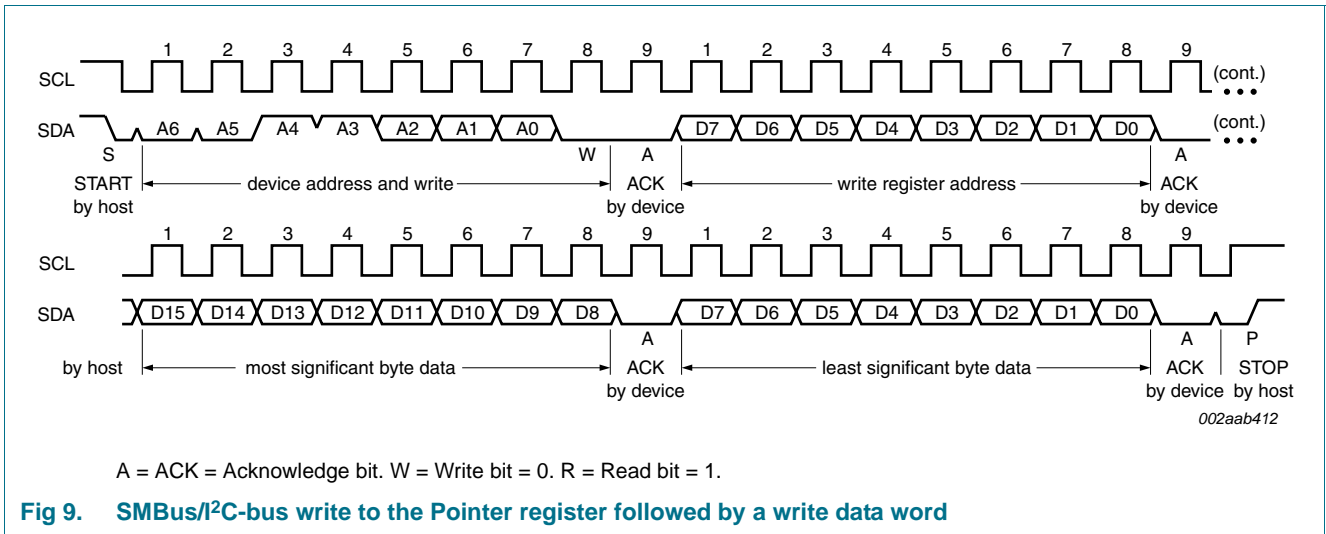 1 2 3 4 5 6 7 8 9 1 2 3 4 5 6 7 8 9
SCL (cont.)
SDA A6 A5 A4 A3 A2 A1 A0 D7 D6 D5 D4 D3 D2 D1 D0 (cont.)
S W A A
START device address and write ACK write register address ACK
by host by device by device
1 2 3 4 5 6 7 8 9 1 2 3 4 5 6 7 8 9
SCL
SDA D15 D14 D13 D12 D11 D10 D9 D8 D7 D6 D5 D4 D3 D2 D1 D0
A A P
by host most significant byte data ACK least significant byte data ACK STOP
by device by device by host
002aab412
A = ACK = Acknowledge bit. W = Write bit = 0. R = Read bit = 1.
Fig 9. SMBus/I²C-bus write to the Pointer register followed by a write data word